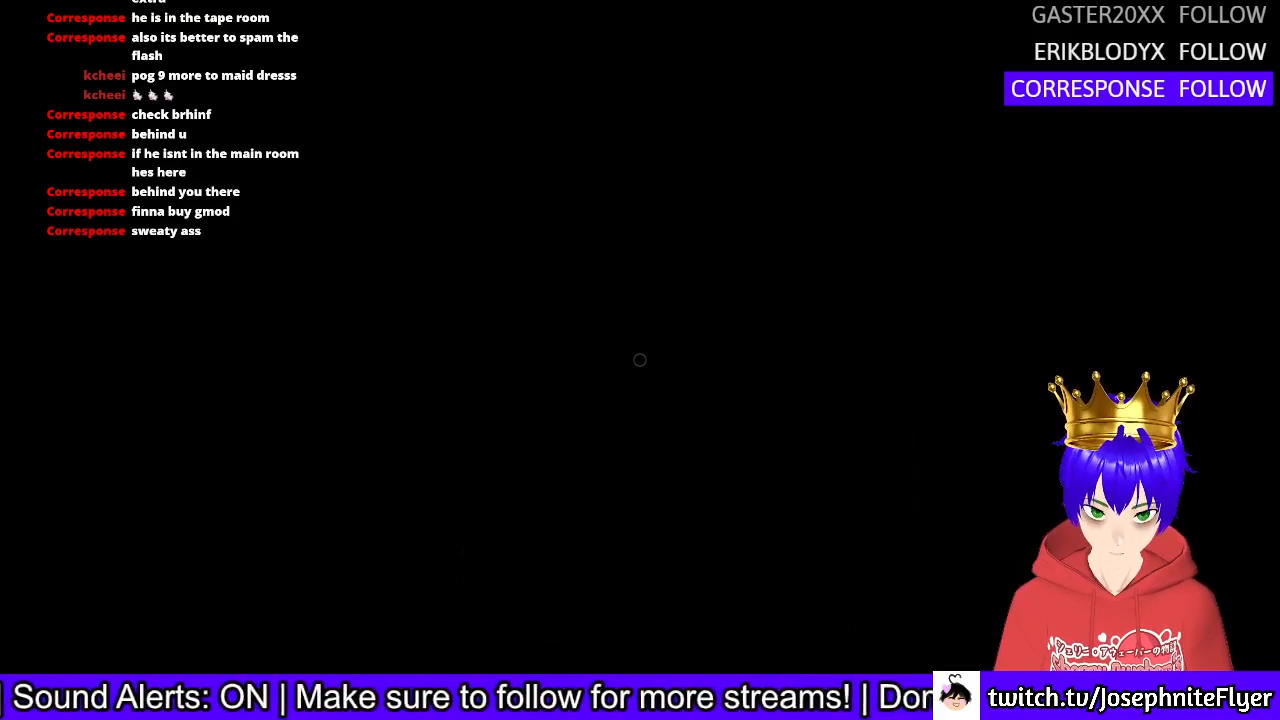 Corresponse he is in the tape room
Corresponse also its better to spam the
flash
kcheei pog 9 more to maid dresss
kcheei
Corresponse check brhinf
Corresponse behind u
Corresponse if he isnt in the main room
hes here
Corresponse behind you there
Corresponse finna buy gmod
Corresponse sweaty ass
GASTER20XX FOLLOW
ERIKBLODYX FOLLOW
CORRESPONSE FOLLOW
| Sound Alerts: ON | Make sure to follow for more streams! | Don
twitch.tv/JosephniteFlyer